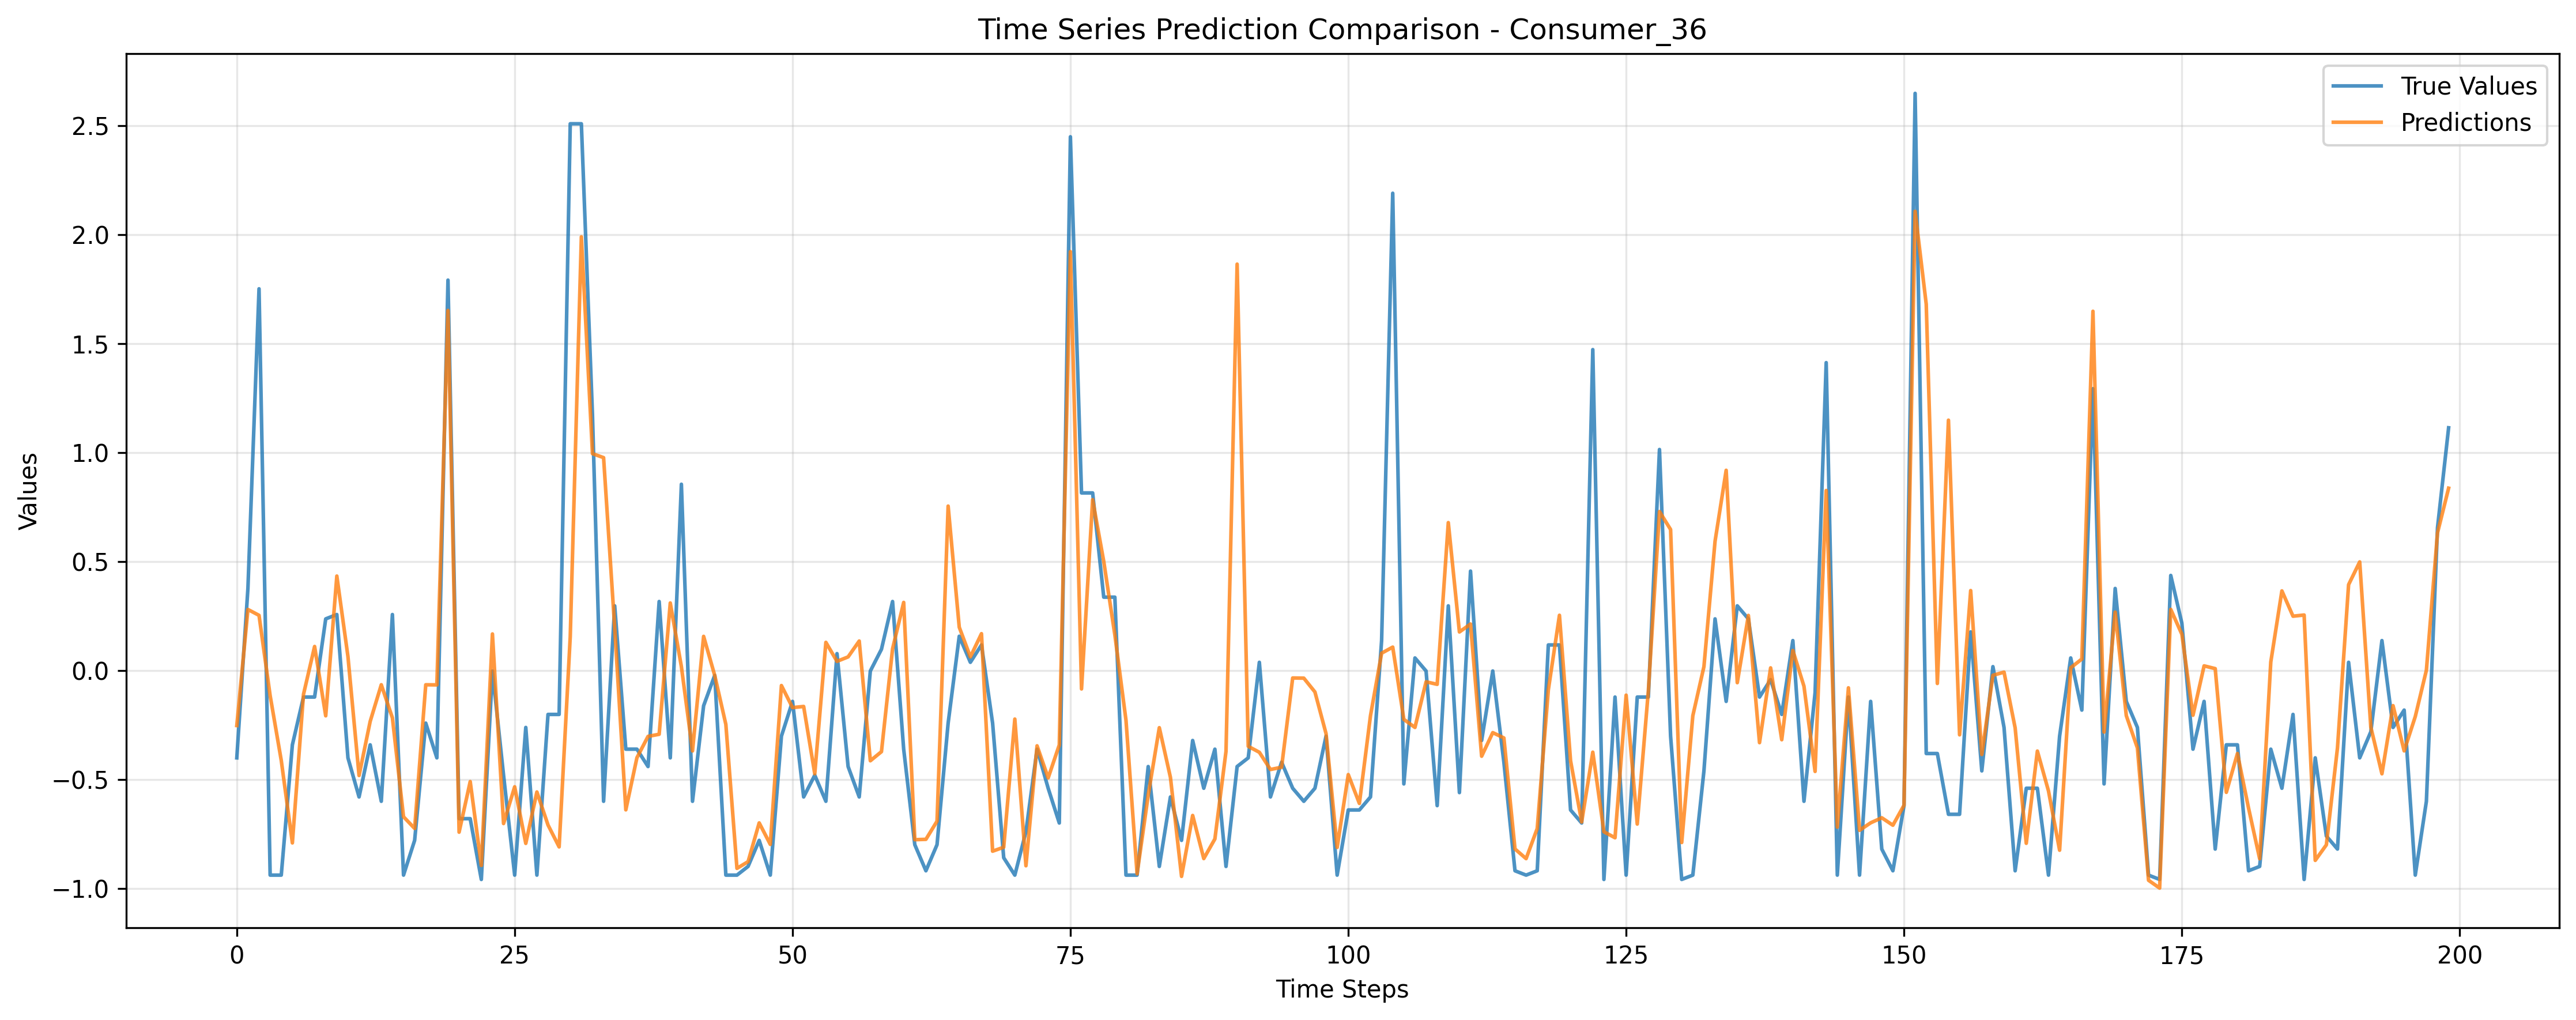 Time Series Prediction Comparison - Consumer_36
True Values
Predictions
Values
2.5
2.0
1.5
1.0
0.5
0.0
−0.5
−1.0
0 25 50 75 100 125 150 175 200
Time Steps